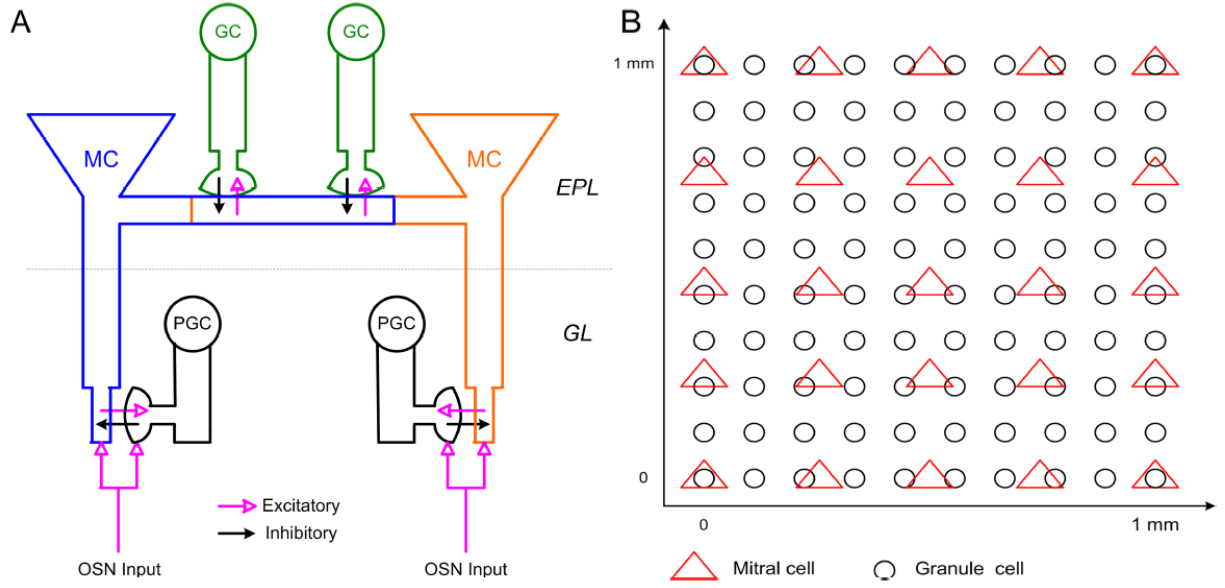 A
GC
GC
MC
MC
EPL
PGC
PGC
GL
Excitatory
Inhibitory
OSN Input
OSN Input
B
1 mm
0
0
1 mm
Mitral cell
Granule cell